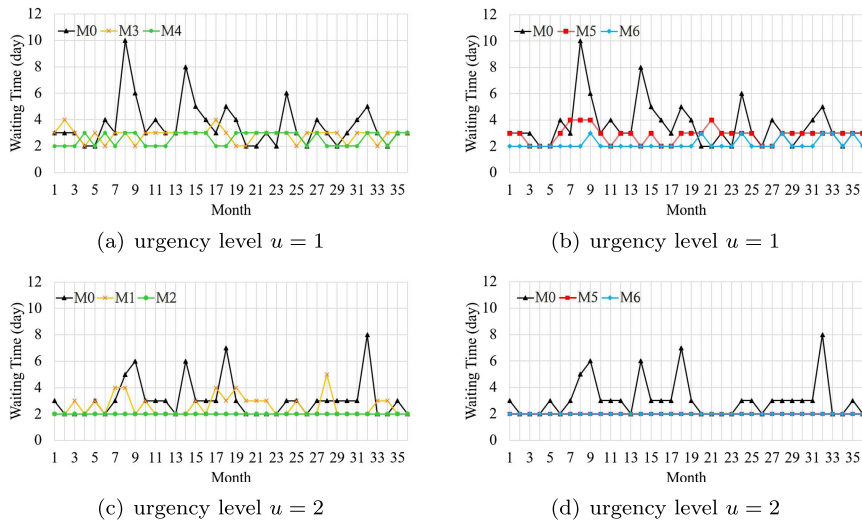 12
M0 M3 M4
10
8
6
4
2
0
Waiting Time (day)
1 3 5 7 9 11 13 15 17 19 21 23 25 27 29 31 33 35
Month
(a) urgency level u = 1
12
M0 M5 M6
10
8
6
4
2
0
Waiting Time (day)
1 3 5 7 9 11 13 15 17 19 21 23 25 27 29 31 33 35
Month
(b) urgency level u = 1
12
M0 M1 M2
10
8
6
4
2
0
Waiting Time (day)
1 3 5 7 9 11 13 15 17 19 21 23 25 27 29 31 33 35
Month
(c) urgency level u = 2
12
M0 M5 M6
10
8
6
4
2
0
Waiting Time (day)
1 3 5 7 9 11 13 15 17 19 21 23 25 27 29 31 33 35
Month
(d) urgency level u = 2